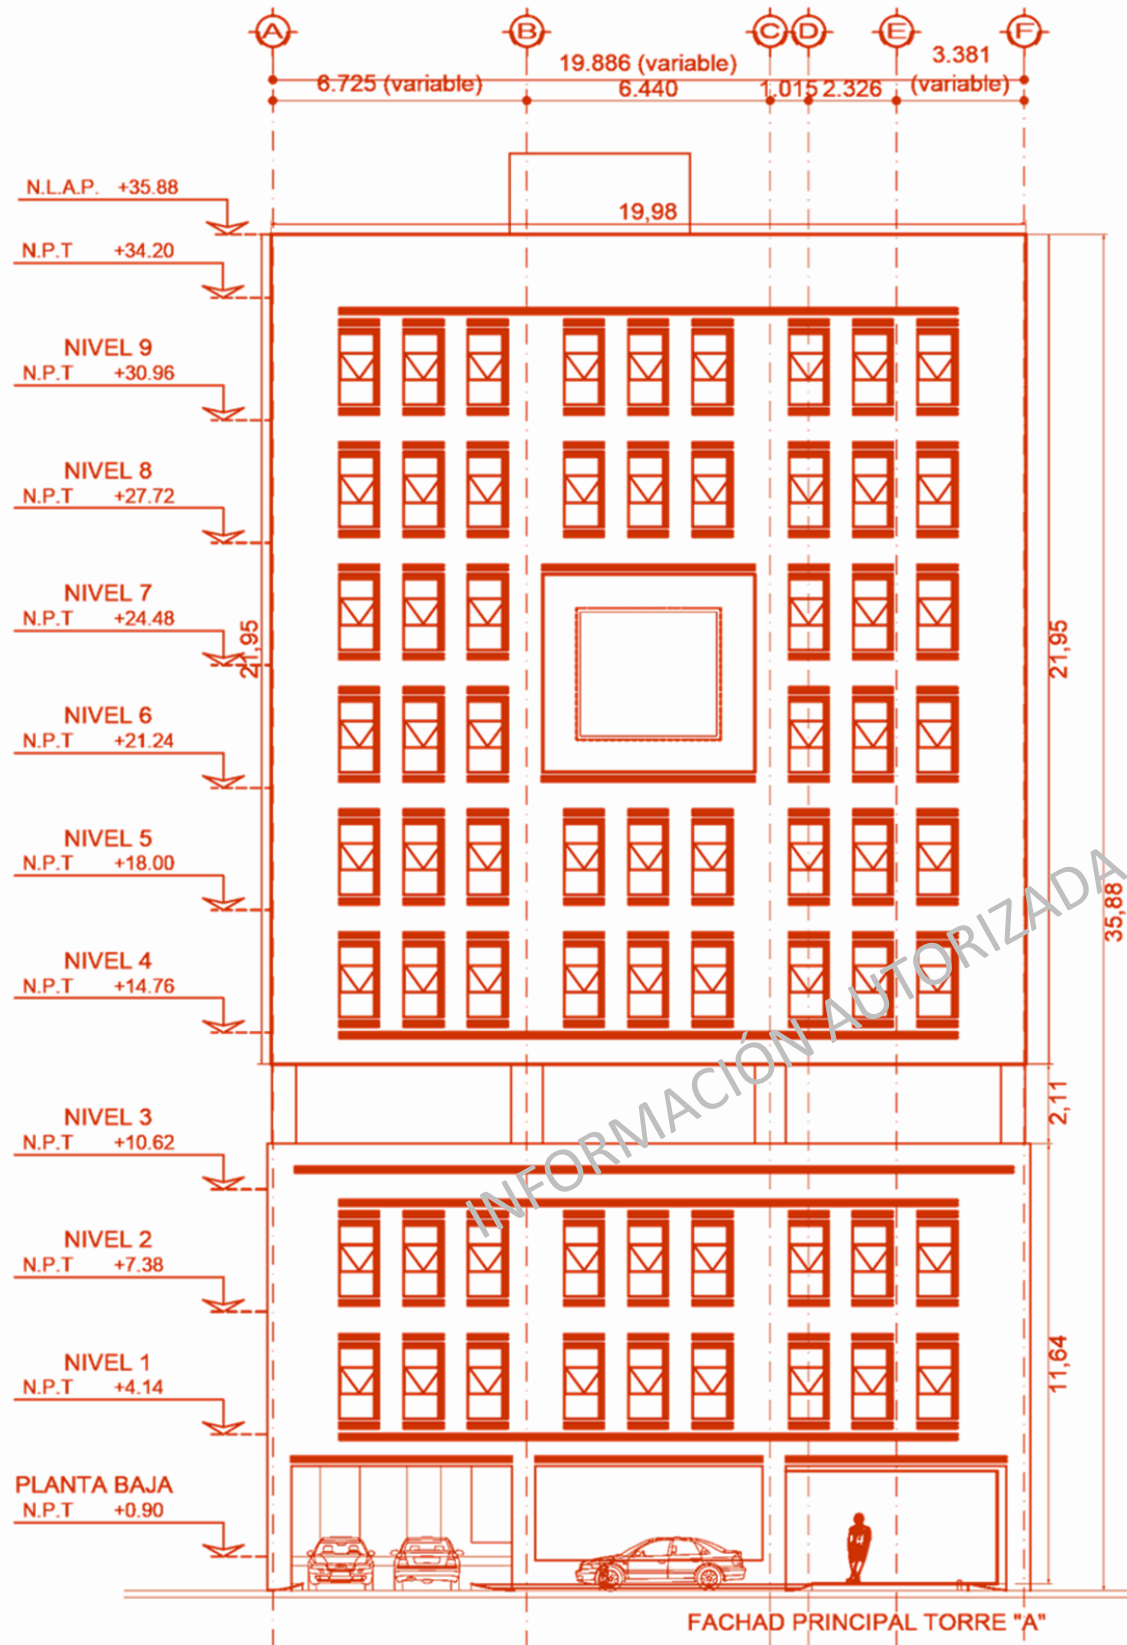 A B C D E F
19.886 (variable)
3.381
6.725 (variable) 6.440 1.015 2.326 (variable)
N.L.A.P. +35.88
19,98
N.P.T +34.20
NIVEL 9
N.P.T +30.96
NIVEL 8
N.P.T +27.72
NIVEL 7
N.P.T +24.48
21,95
21,95
NIVEL 6
N.P.T +21.24
NIVEL 5
N.P.T +18.00
35,88
NIVEL 4
N.P.T +14.76
INFORMACIÓN AUTORIZADA
2,11
NIVEL 3
N.P.T +10.62
NIVEL 2
N.P.T +7.38
NIVEL 1
N.P.T +4.14
11,64
PLANTA BAJA
N.P.T +0.90
FACHAD PRINCIPAL TORRE "A"